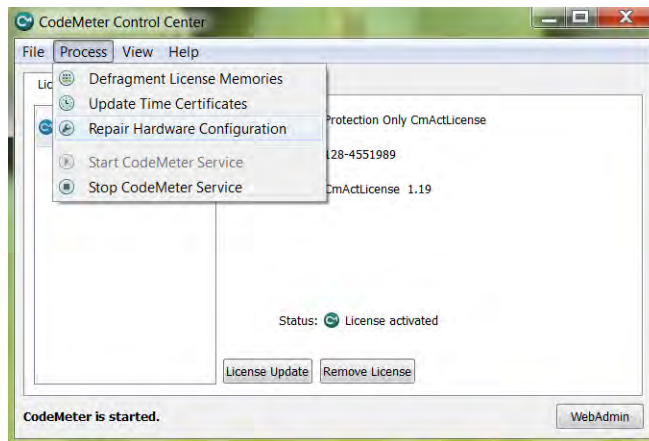 CodeMeter Control Center
File Process View Help
Lic
Defragment License Memories
Update Time Certificates
Repair Hardware Configuration
Start CodeMeter Service
Stop CodeMeter Service
Protection Only CmActLicense
128-4551989
CmActLicense 1.19
Status: License activated
License Update Remove License
CodeMeter is started.
WebAdmin